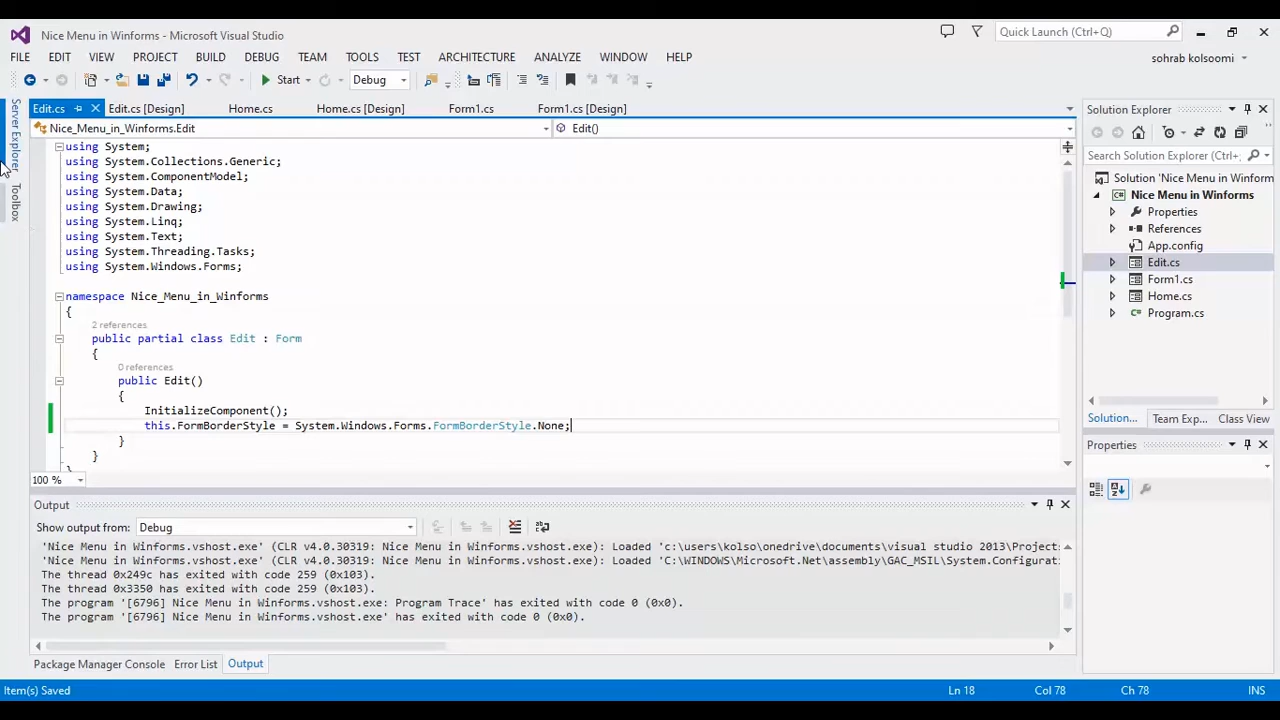 Nice Menu in Winforms - Microsoft Visual Studio
Quick Launch (Ctrl+Q)
FILE EDIT VIEW PROJECT BUILD DEBUG TEAM TOOLS TEST ARCHITECTURE ANALYZE WINDOW HELP
sohrab kolsoomi
Start Debug
Edit.cs Edit.cs [Design] Home.cs Home.cs [Design] Form1.cs Form1.cs [Design]
Nice_Menu_in_Winforms.Edit Edit()
Server Explorer
Toolbox
using System;
using System.Collections.Generic;
using System.ComponentModel;
using System.Data;
using System.Drawing;
using System.Linq;
using System.Text;
using System.Threading.Tasks;
using System.Windows.Forms;
namespace Nice_Menu_in_Winforms
{
2 references
public partial class Edit : Form
{
0 references
public Edit()
{
InitializeComponent();
this.FormBorderStyle = System.Windows.Forms.FormBorderStyle.None;
}
}
}
100 %
Solution Explorer
Search Solution Explorer (Ctrl+;
Solution 'Nice Menu in Winform
Nice Menu in Winforms
Properties
References
App.config
Edit.cs
Form1.cs
Home.cs
Program.cs
Solution... Team Exp... Class View
Properties
Output
Show output from: Debug
'Nice Menu in Winforms.vshost.exe' (CLR v4.0.30319: Nice Menu in Winforms.vshost.exe): Loaded 'c:\users\kolso\onedrive\documents\visual studio 2013\Project
'Nice Menu in Winforms.vshost.exe' (CLR v4.0.30319: Nice Menu in Winforms.vshost.exe): Loaded 'C:\WINDOWS\Microsoft.Net\assembly\GAC_MSIL\System.Configurat
The thread 0x249c has exited with code 259 (0x103).
The thread 0x3350 has exited with code 259 (0x103).
The program '[6796] Nice Menu in Winforms.vshost.exe: Program Trace' has exited with code 0 (0x0).
The program '[6796] Nice Menu in Winforms.vshost.exe' has exited with code 0 (0x0).
Package Manager Console Error List Output
Item(s) Saved Ln 18 Col 78 Ch 78 INS